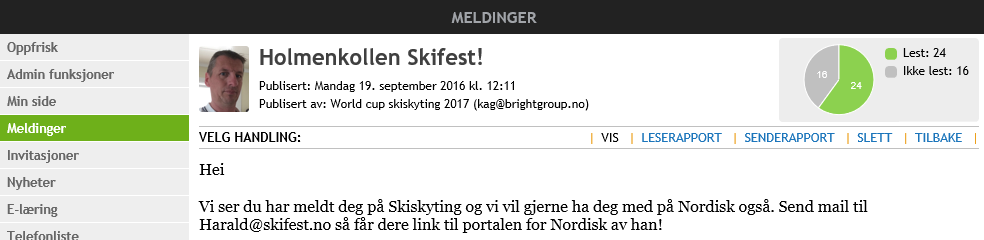 MELDINGER
Oppfrisk
Admin funksjoner
Min side
Meldinger
Invitasjoner
Nyheter
E-læring
Telefonliste
Holmenkollen Skifest!
Publisert: Mandag 19. september 2016 kl. 12:11
Publisert av: World cup skiskyting 2017 (kag@brightgroup.no)
16
24
Lest: 24
Ikke lest: 16
VELG HANDLING:
| VIS | LESERAPPORT | SENDERAPPORT | SLETT | TILBAKE |
Hei
Vi ser du har meldt deg på Skiskyting og vi vil gjerne ha deg med på Nordisk også. Send mail til
Harald@skifest.no så får dere link til portalen for Nordisk av han!